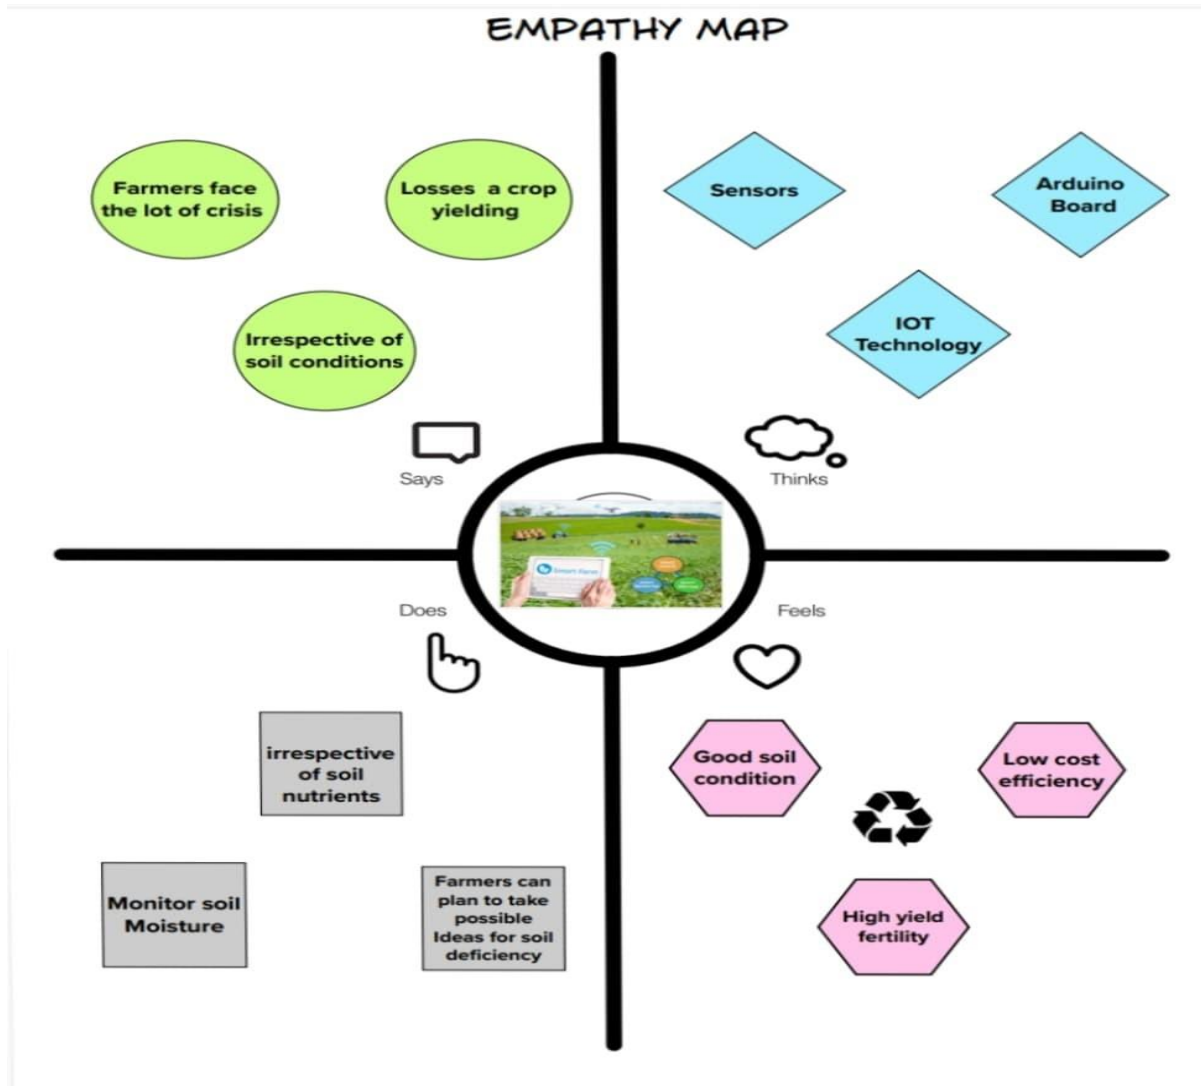 EMPATHY MAP
Farmers face
the lot of crisis
Losses a crop
yielding
Irrespective of
soil conditions
Says
Sensors
Arduino
Board
IOT
Technology
Thinks
Smart Farm
Does
irrespective
of soil
nutrients
Monitor soil
Moisture
Farmers can
plan to take
possible
Ideas for soil
deficiency
Feels
Good soil
condition
Low cost
efficiency
High yield
fertility